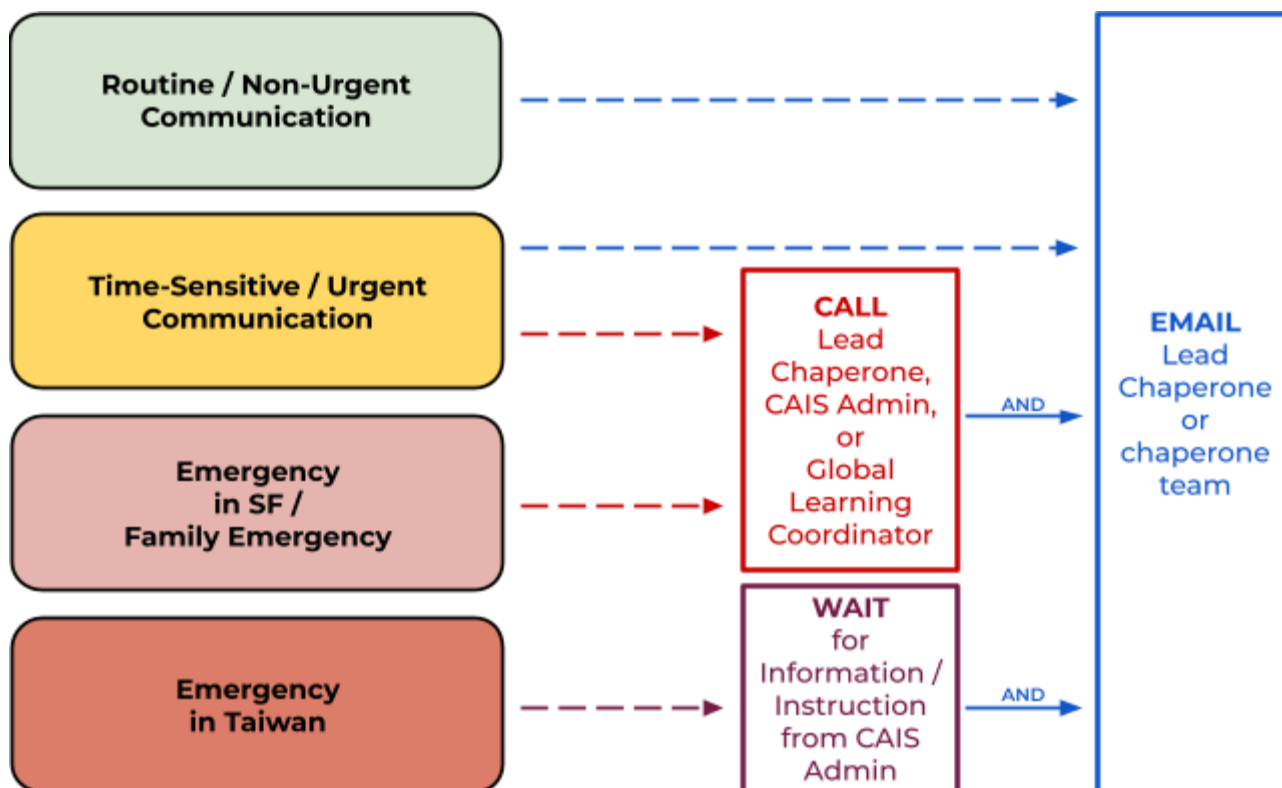 Routine / Non-Urgent
Communication
Time-Sensitive / Urgent
Communication
Emergency
in SF /
Family Emergency
Emergency
in Taiwan
CALL
Lead
Chaperone,
CAIS Admin,
or
Global
Learning
Coordinator
AND
WAIT
for
Information /
Instruction
from CAIS
Admin
AND
EMAIL
Lead
Chaperone
or
chaperone
team